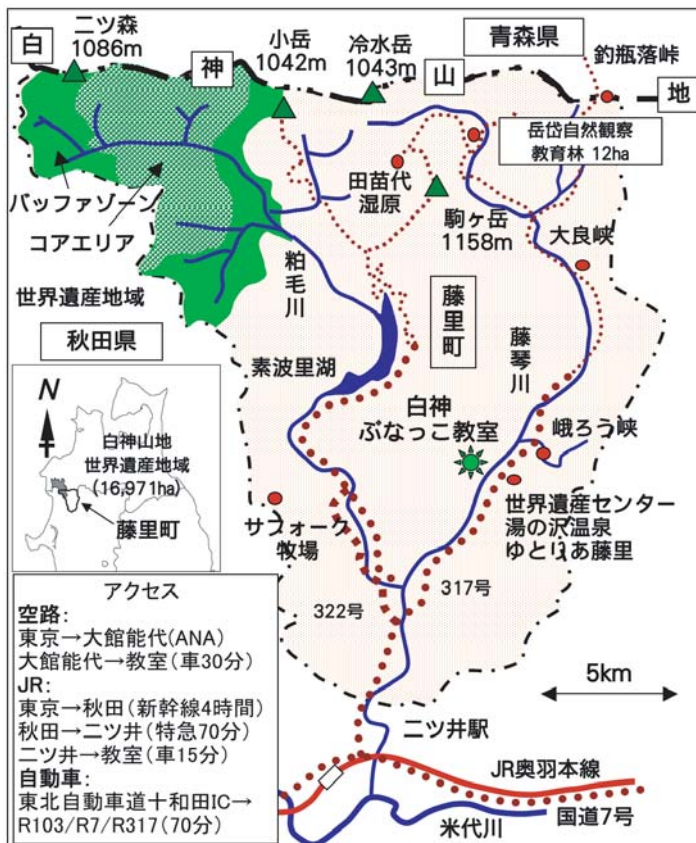 二ツ森
1086m
白
神
山
地
小岳
1042m
冷水岳
1043m
青森県
釣瓶落峠
岳岱自然観察
教育林 12ha
田苗代
湿原
駒ヶ岳
1158m
大良峡
バッファゾーン
コアエリア
世界遺産地域
粕毛川
藤里町
藤琴川
秋田県
素波里湖
白神
ぶなっこ教室
峨ろう峡
N
白神山地
世界遺産地域
(16,971ha)
藤里町
サフォーク
牧場
世界遺産センター
湯の沢温泉
ゆとりあ藤里
322号
317号
アクセス
空路:
東京→大館能代(ANA)
大館能代→教室(車30分)
JR:
東京→秋田(新幹線4時間)
秋田→二ツ井(特急70分)
二ツ井→教室(車15分)
自動車:
東北自動車道十和田IC→
R103/R7/R317(70分)
5km
二ツ井駅
JR奥羽本線
国道7号
米代川